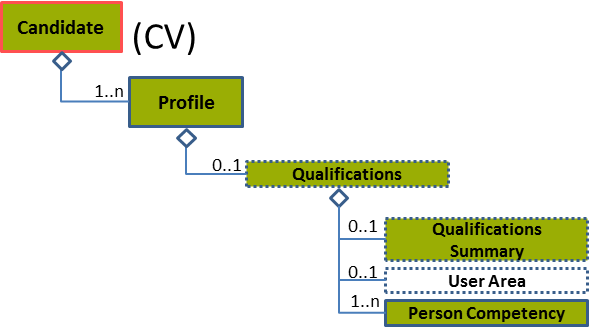 Candidate (CV)
1..n Profile
0..1 Qualifications
0..1 Qualifications
Summary
0..1 User Area
1..n Person Competency